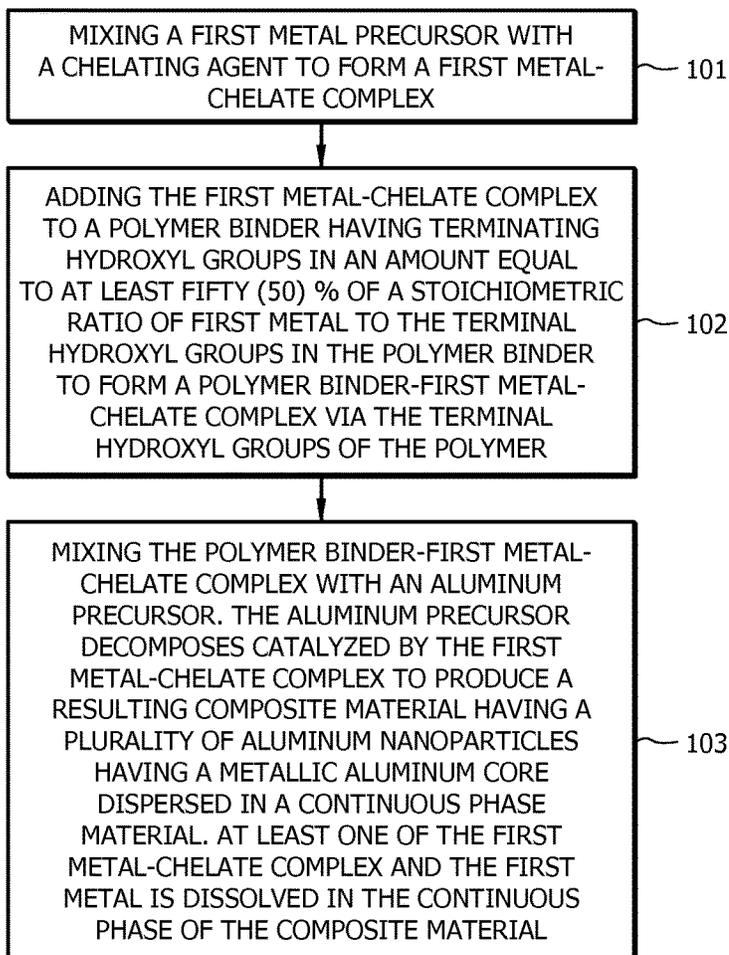 MIXING A FIRST METAL PRECURSOR WITH
A CHELATING AGENT TO FORM A FIRST METAL-
CHELATE COMPLEX
101
ADDING THE FIRST METAL-CHELATE COMPLEX
TO A POLYMER BINDER HAVING TERMINATING
HYDROXYL GROUPS IN AN AMOUNT EQUAL
TO AT LEAST FIFTY (50) % OF A STOICHIOMETRIC
RATIO OF FIRST METAL TO THE TERMINAL
HYDROXYL GROUPS IN THE POLYMER BINDER
TO FORM A POLYMER BINDER-FIRST METAL-
CHELATE COMPLEX VIA THE TERMINAL
HYDROXYL GROUPS OF THE POLYMER
102
MIXING THE POLYMER BINDER-FIRST METAL-
CHELATE COMPLEX WITH AN ALUMINUM
PRECURSOR. THE ALUMINUM PRECURSOR
DECOMPOSES CATALYZED BY THE FIRST
METAL-CHELATE COMPLEX TO PRODUCE A
RESULTING COMPOSITE MATERIAL HAVING A
PLURALITY OF ALUMINUM NANOPARTICLES
HAVING A METALLIC ALUMINUM CORE
DISPERSED IN A CONTINUOUS PHASE
MATERIAL. AT LEAST ONE OF THE FIRST
METAL-CHELATE COMPLEX AND THE FIRST
METAL IS DISSOLVED IN THE CONTINUOUS
PHASE OF THE COMPOSITE MATERIAL
103